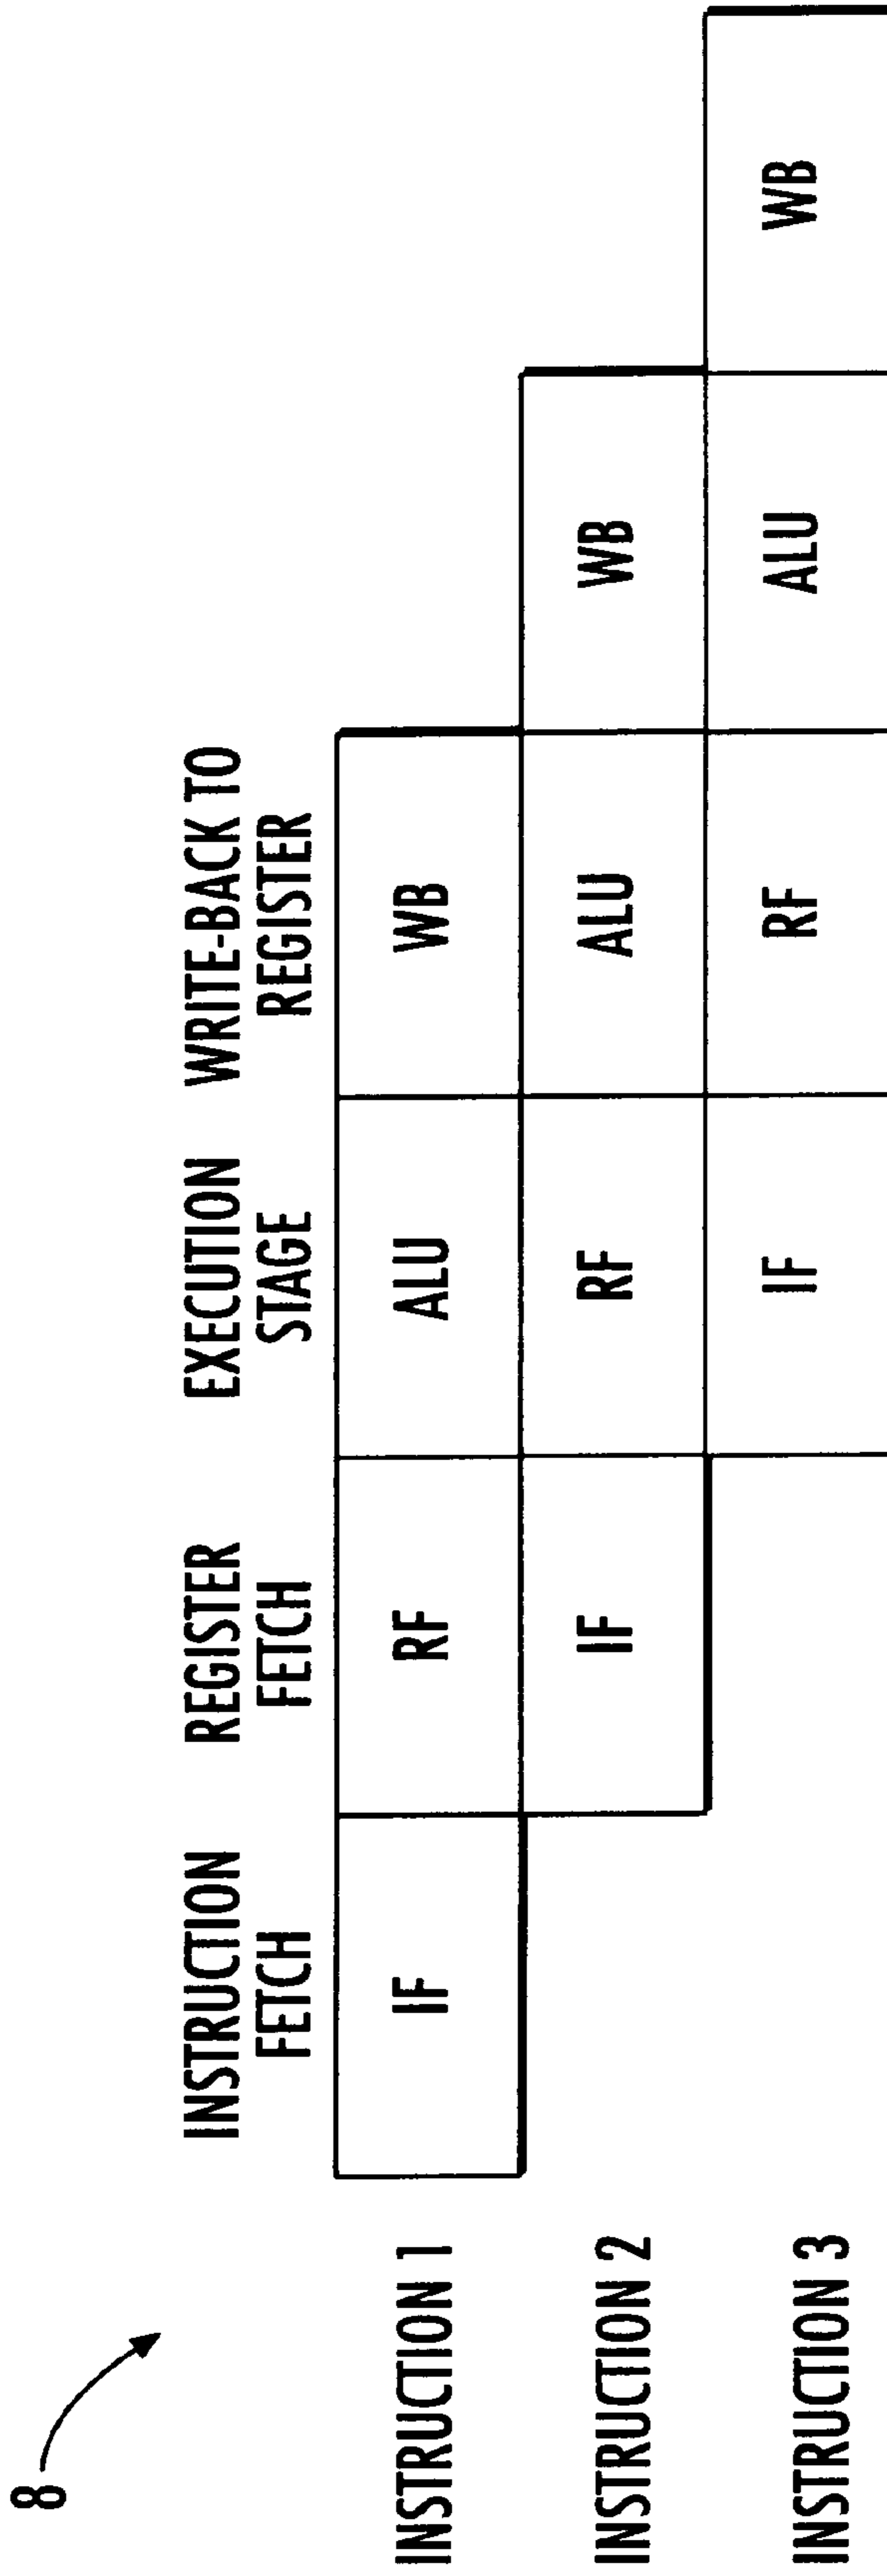 8
INSTRUCTION
FETCH
REGISTER
FETCH
EXECUTION
STAGE
WRITE-BACK TO
REGISTER
INSTRUCTION 1
IF
RF
ALU
WB
INSTRUCTION 2
IF
RF
ALU
WB
INSTRUCTION 3
IF
RF
ALU
WB